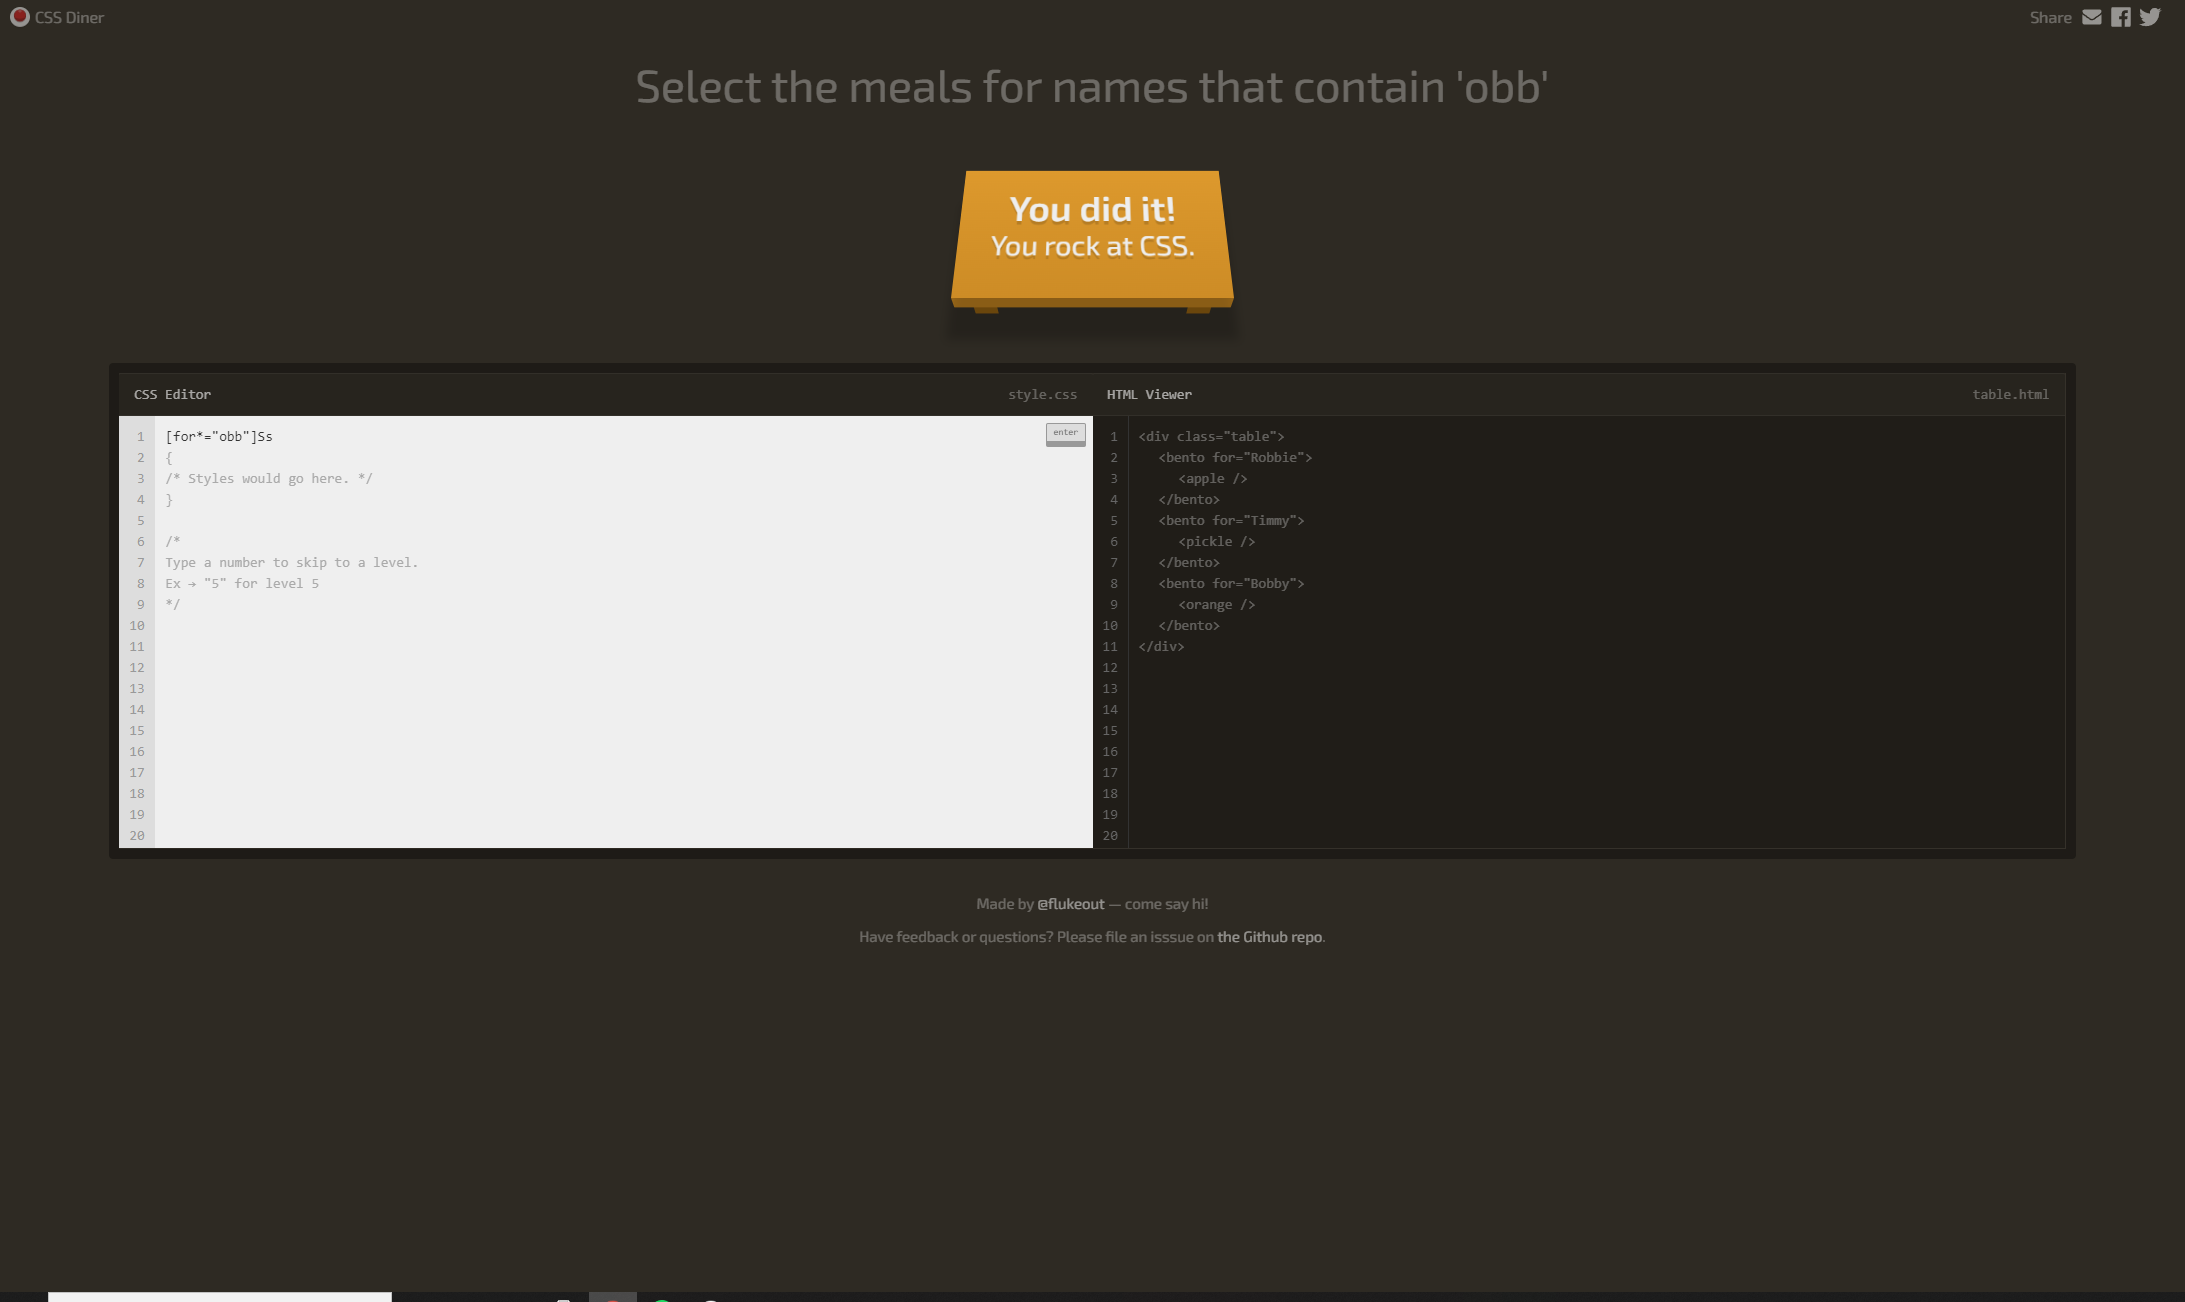 CSS Diner
Share
Select the meals for names that contain 'obb'
You did it!
You rock at CSS.
CSS Editor
style.css
HTML Viewer
table.html
1
2
3
4
5
6
7
8
9
10
11
12
13
14
15
16
17
18
19
20
[for*="obb"]Ss
{
/* Styles would go here. */
}
/*
Type a number to skip to a level.
Ex → "5" for level 5
*/
enter
1
2
3
4
5
6
7
8
9
10
11
12
13
14
15
16
17
18
19
20
<div class="table">
<bento for="Robbie">
<apple />
</bento>
<bento for="Timmy">
<pickle />
</bento>
<bento for="Bobby">
<orange />
</bento>
</div>
Made by @flukeout — come say hi!
Have feedback or questions? Please file an isssue on the Github repo.